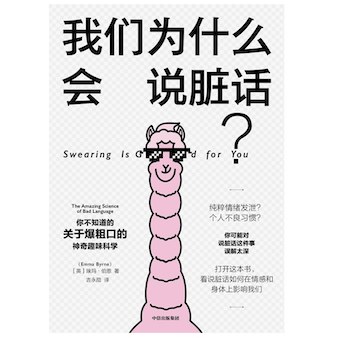 我们为什么
会 说脏话
?
Swearing Is G d for You
The Amazing Science
of Bad Language
你不知道的
关于爆粗口的
神奇趣味科学
(Emma Byrne)
[英] 埃玛·伯恩 著
纯粹情绪发泄?
个人不良习惯?
你可能对
说脏话这件事
误解太深
打开这本书,
看说脏话如何在情感和
身体上影响我们
中信出版集团